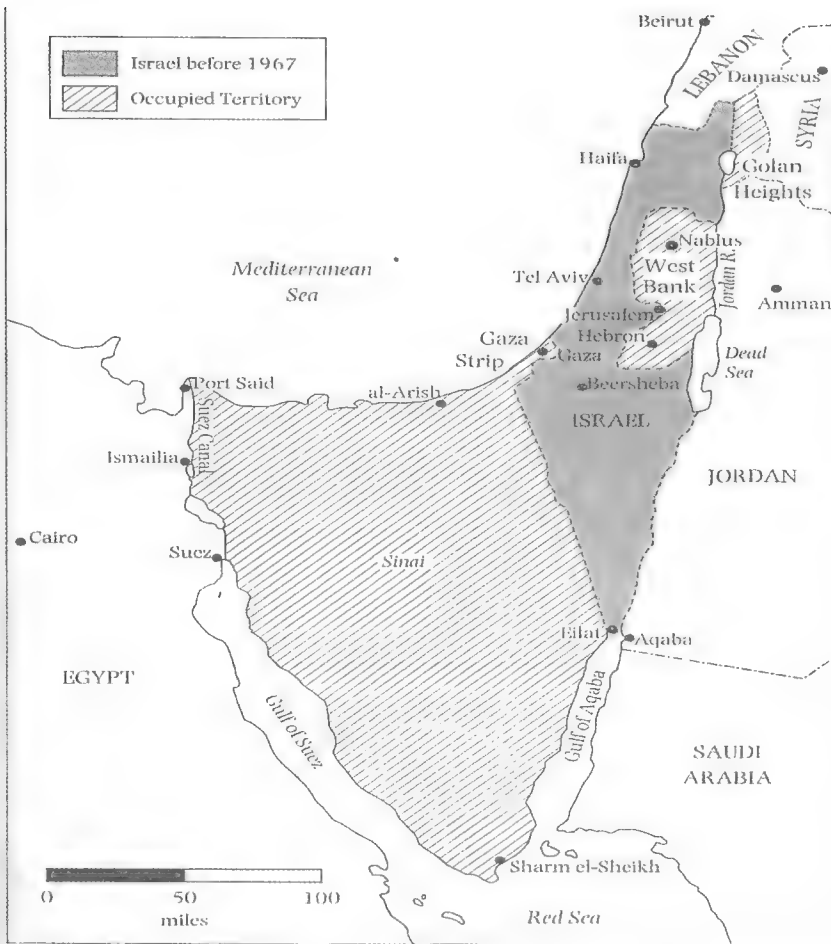 Israel before 1967
Occupied Territory
Beirut
LEBANON
Damascus
SYRIA
Haifa
Golan
Heights
Nablus
Mediterranean
Sea
Tel Aviv
West
Bank
Jordan R.
Amman
Jerusalem
Gaza
Strip
Hebron
Gaza
Dead
Sea
Port Said
al-Arish
Beersheba
Suez Canal
ISRAEL
Ismailia
JORDAN
Cairo
Suez
Sinai
Eilat
Aqaba
EGYPT
Gulf of Suez
Gulf of Aqaba
SAUDI
ARABIA
Sharm el-Sheikh
0 50 100
miles
Red Sea